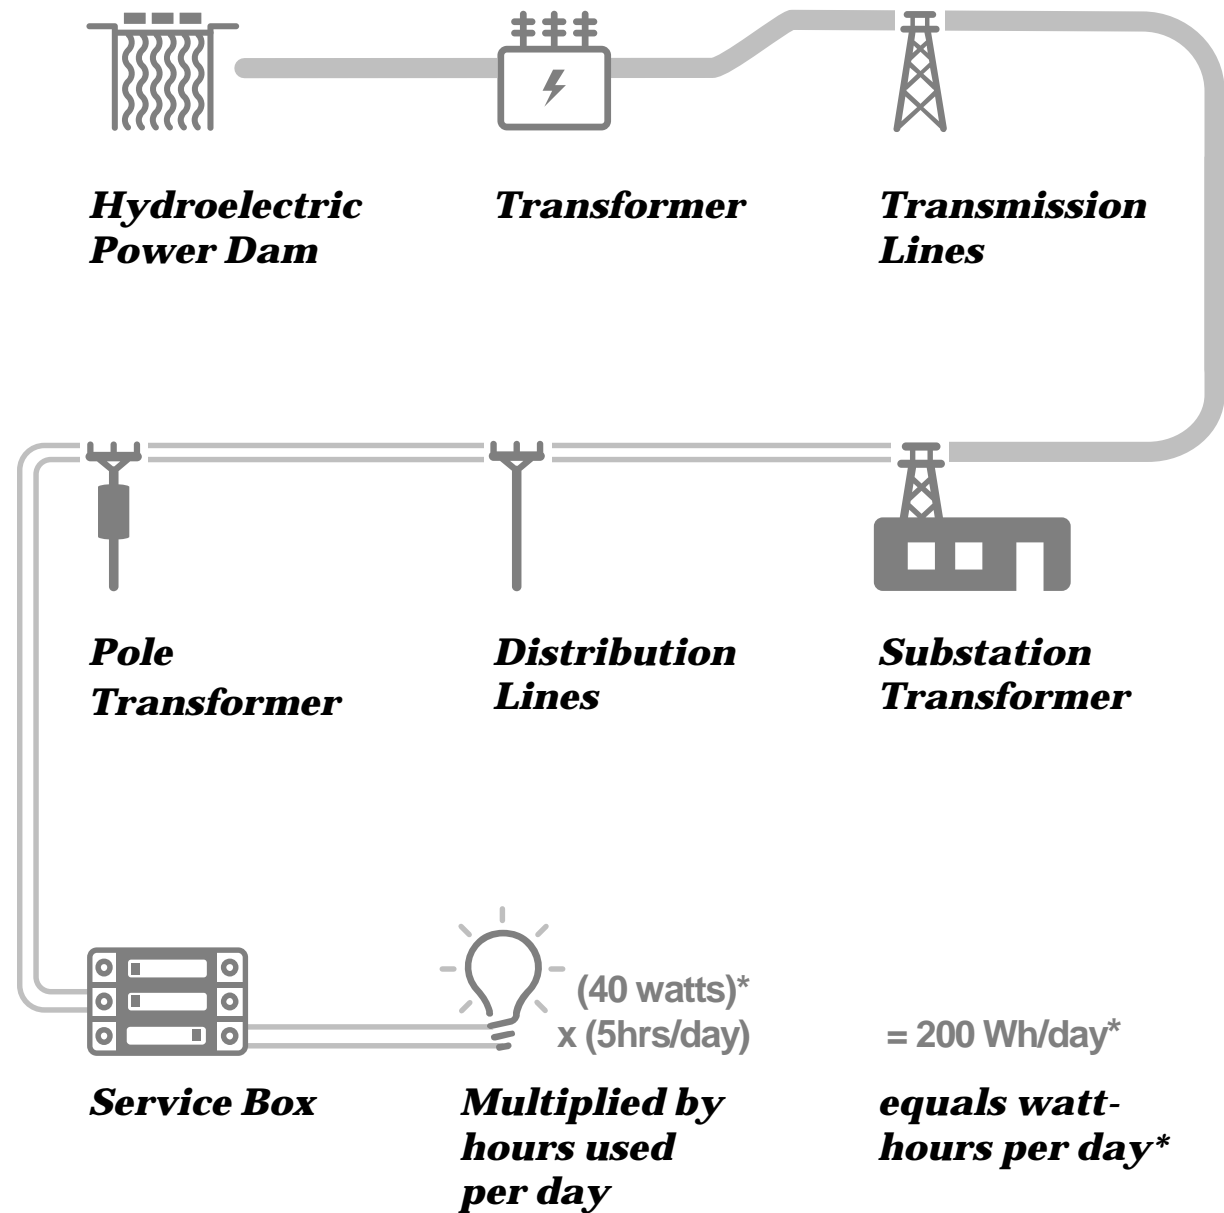 Hydroelectric
Power Dam
Transformer
Transmission
Lines
Pole
Transformer
Distribution
Lines
Substation
Transformer
Service Box
(40 watts)*
x (5hrs/day)
Multiplied by
hours used
per day
= 200 Wh/day*
equals watt-
hours per day*